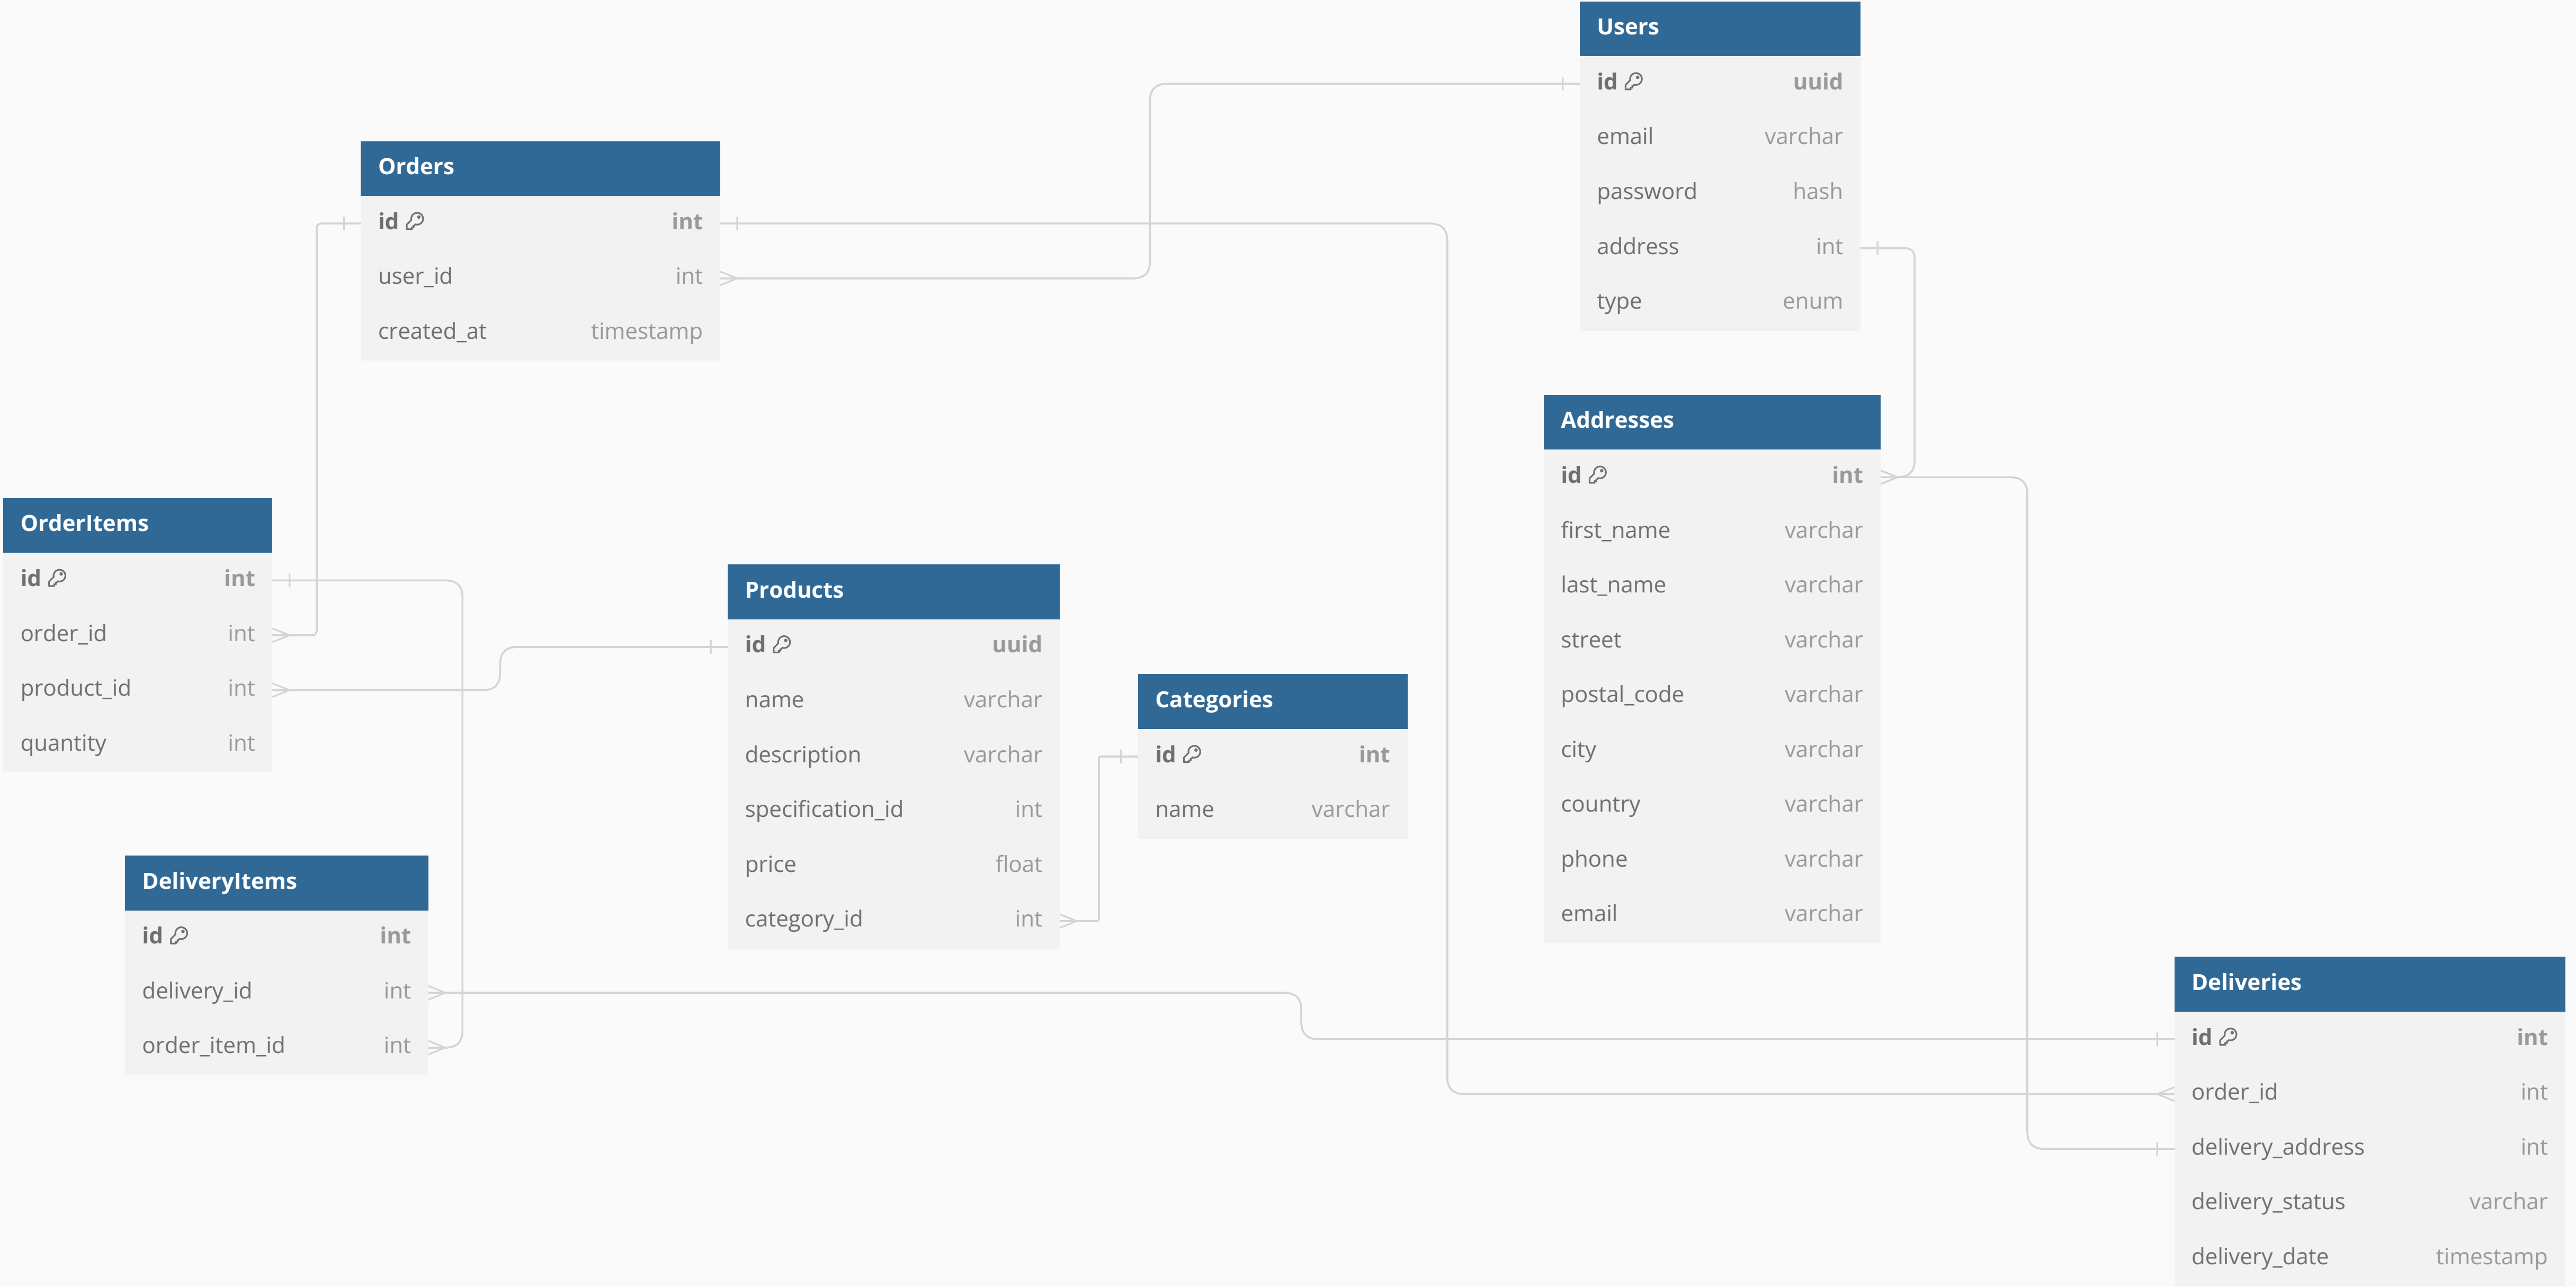 Users
id uuid
email varchar
password hash
address int
type enum
Orders
id int
user_id int
created_at timestamp
Addresses
id int
first_name varchar
last_name varchar
street varchar
postal_code varchar
city varchar
country varchar
phone varchar
email varchar
OrderItems
id int
order_id int
product_id int
quantity int
Products
id uuid
name varchar
description varchar
specification_id int
price float
category_id int
Categories
id int
name varchar
DeliveryItems
id int
delivery_id int
order_item_id int
Deliveries
id int
order_id int
delivery_address int
delivery_status varchar
delivery_date timestamp